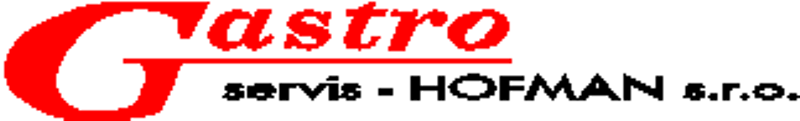 Gastro
servis - HOFMAN s.r.o.